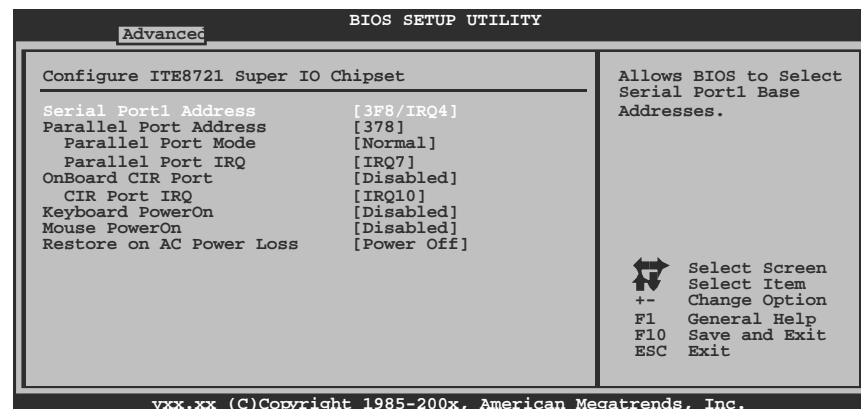 BIOS SETUP UTILITY
Advanced
Configure ITE8721 Super IO Chipset
Serial Port1 Address [3F8/IRQ4]
Parallel Port Address [378]
Parallel Port Mode [Normal]
Parallel Port IRQ [IRQ7]
OnBoard CIR Port [Disabled]
CIR Port IRQ [IRQ10]
Keyboard PowerOn [Disabled]
Mouse PowerOn [Disabled]
Restore on AC Power Loss [Power Off]
Allows BIOS to Select
Serial Port1 Base
Addresses.
Select Screen
Select Item
+- Change Option
F1 General Help
F10 Save and Exit
ESC Exit
vxx.xx (C)Copyright 1985-200x, American Megatrends, Inc.